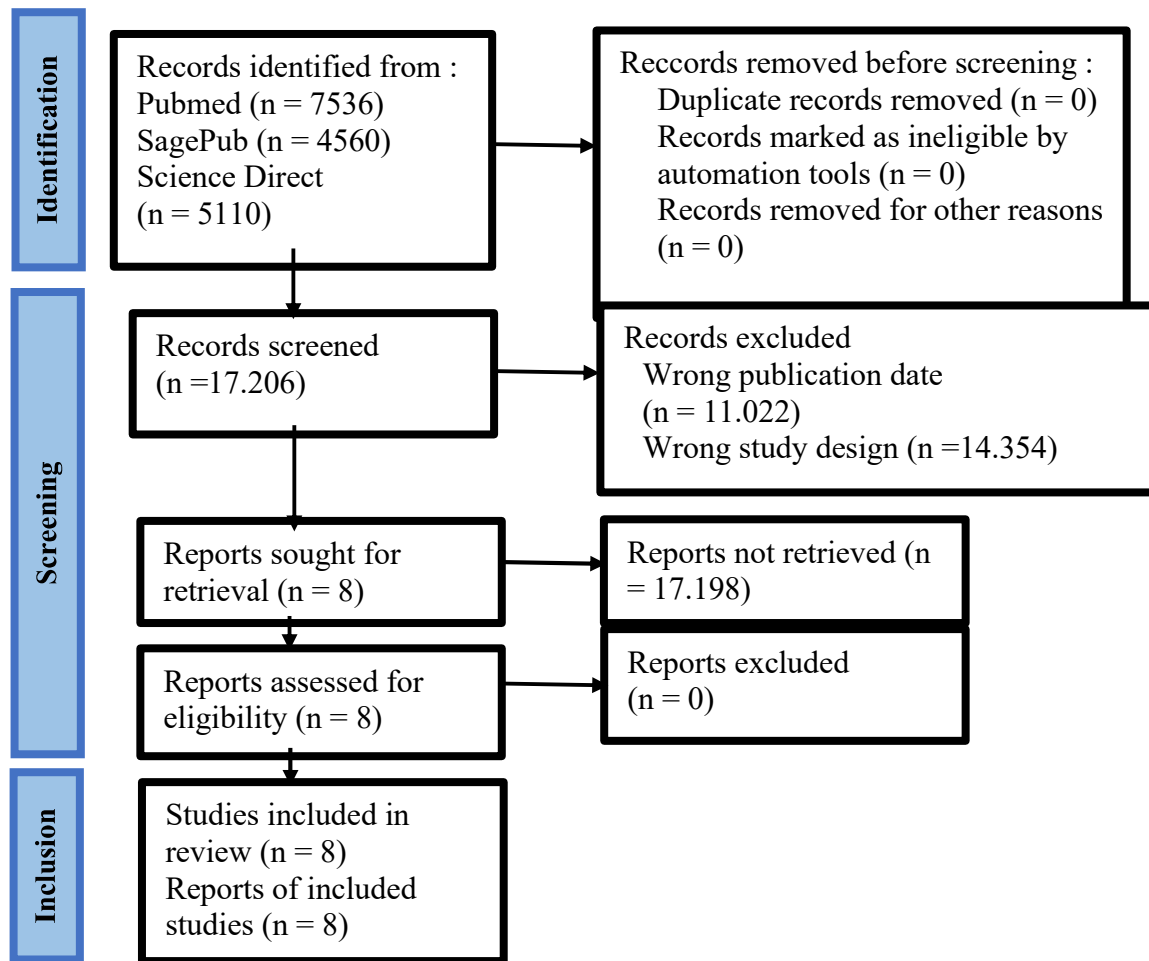 Identification
Records identified from :
Pubmed (n = 7536)
SagePub (n = 4560)
Science Direct
(n = 5110)
Reccords removed before screening :
Duplicate records removed (n = 0)
Records marked as ineligible by
automation tools (n = 0)
Records removed for other reasons
(n = 0)
Screening
Records screened
(n =17.206)
Records excluded
Wrong publication date
(n = 11.022)
Wrong study design (n =14.354)
Reports sought for
retrieval (n = 8)
Reports not retrieved (n
= 17.198)
Reports assessed for
eligibility (n = 8)
Reports excluded
(n = 0)
Inclusion
Studies included in
review (n = 8)
Reports of included
studies (n = 8)